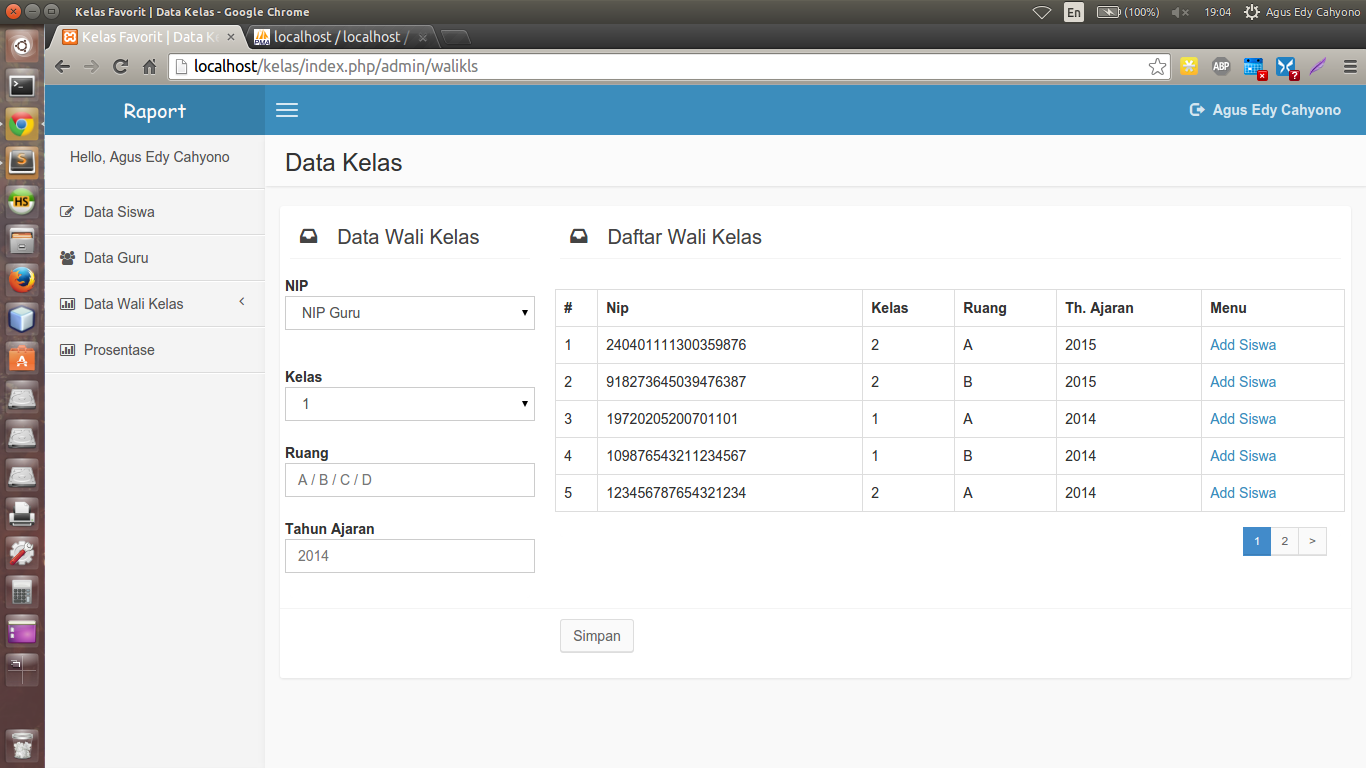 Kelas Favorit | Data Kelas - Google Chrome
En (100%) 19:04 Agus Edy Cahyono
Kelas Favorit | Data Ke × localhost / localhost / ×
localhost/kelas/index.php/admin/walikls
ABP
?
Raport
Agus Edy Cahyono
Hello, Agus Edy Cahyono
Data Kelas
Data Siswa
Data Guru
Data Wali Kelas
Prosentase
Data Wali Kelas
NIP
NIP Guru
Kelas
1
Ruang
A / B / C / D
Tahun Ajaran
2014
Daftar Wali Kelas
# Nip Kelas Ruang Th. Ajaran Menu
1 240401111300359876 2 A 2015 Add Siswa
2 918273645039476387 2 B 2015 Add Siswa
3 19720205200701101 1 A 2014 Add Siswa
4 109876543211234567 1 B 2014 Add Siswa
5 123456787654321234 2 A 2014 Add Siswa
1 2 >
Simpan
HS
S
A
PMA